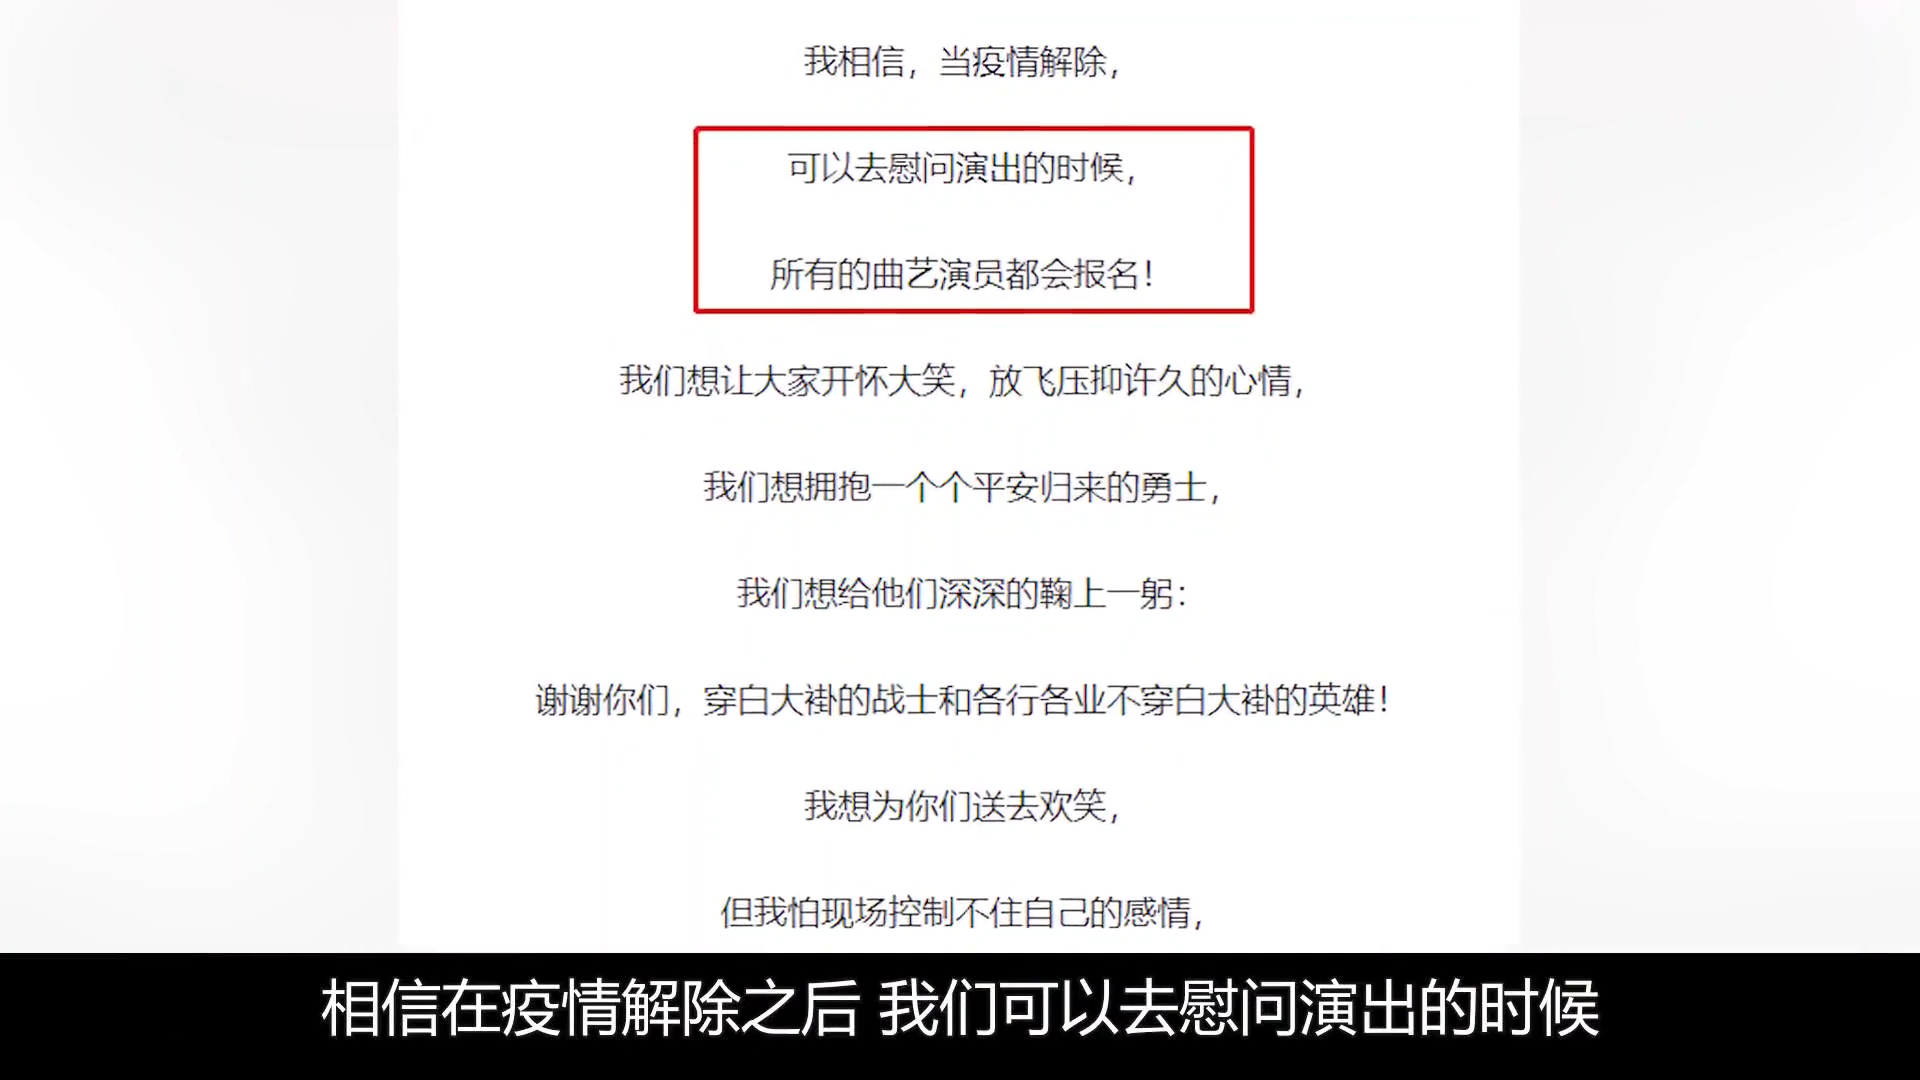 我相信，当疫情解除，
可以去慰问演出的时候，
所有的曲艺演员都会报名！
我们想让大家开怀大笑，放飞压抑许久的心情，
我们想拥抱一个个平安归来的勇士，
我们想给他们深深的鞠上一躬：
谢谢你们，穿白大褂的战士和各行各业不穿白大褂的英雄！
我想为你们送去欢笑，
但我怕现场控制不住自己的感情，
相信在疫情解除之后 我们可以去慰问演出的时候